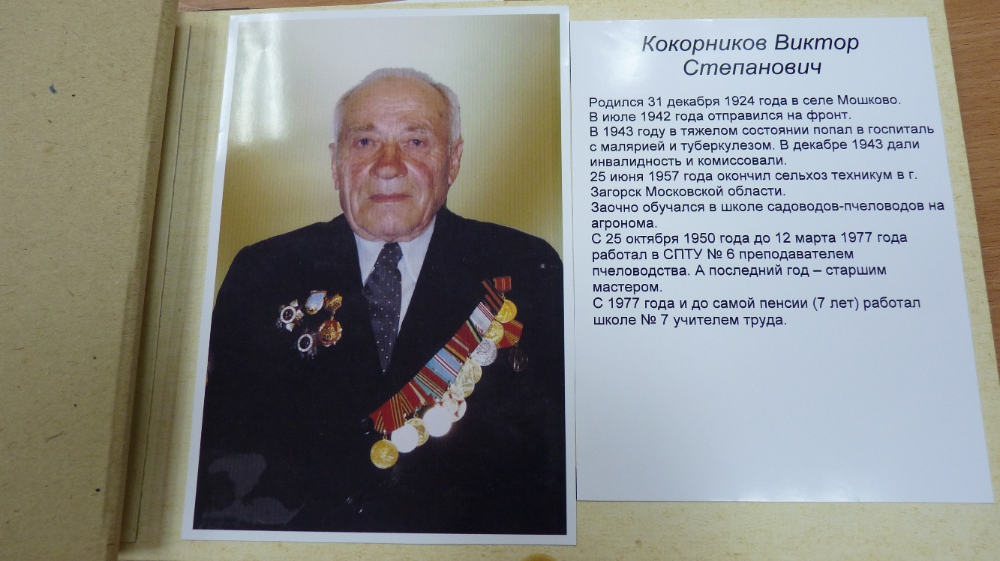 Кокорников Виктор
Степанович
Родился 31 декабря 1924 года в селе Мошково.
В июле 1942 года отправился на фронт.
В 1943 году в тяжелом состоянии попал в госпиталь
с малярией и туберкулезом. В декабре 1943 дали
инвалидность и комиссовали.
25 июня 1957 года окончил сельхоз техникум в г.
Загорск Московской области.
Заочно обучался в школе садоводов-пчеловодов на
агронома.
С 25 октября 1950 года до 12 марта 1977 года
работал в СПТУ № 6 преподавателем
пчеловодства. А последний год – старшим
мастером.
С 1977 года и до самой пенсии (7 лет) работал
школе № 7 учителем труда.